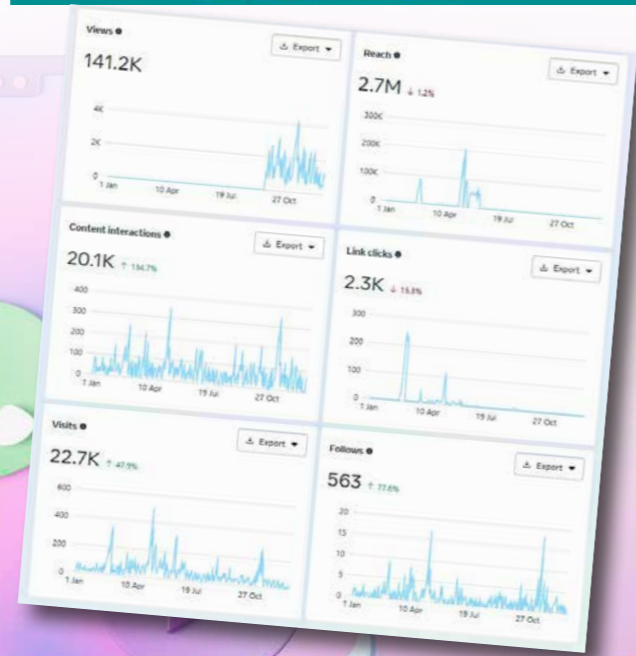 Views
Export
141.2K
4K
2K
0
1 Jan 10 Apr 19 Jul 27 Oct
Reach
Export
2.7M ↓ 1.2%
300K
200K
100K
0
1 Jan 10 Apr 19 Jul 27 Oct
Content interactions
Export
20.1K ↑
400
300
200
100
0
1 Jan 10 Apr 19 Jul 27 Oct
Link clicks
Export
2.3K ↓
300
200
100
0
1 Jan 10 Apr 19 Jul 27 Oct
Visits
Export
22.7K ↑ 47.9%
600
400
200
0
1 Jan 10 Apr 19 Jul 27 Oct
Follows
Export
563 ↑ 77.6%
20
15
10
5
0
1 Jan 10 Apr 19 Jul 27 Oct